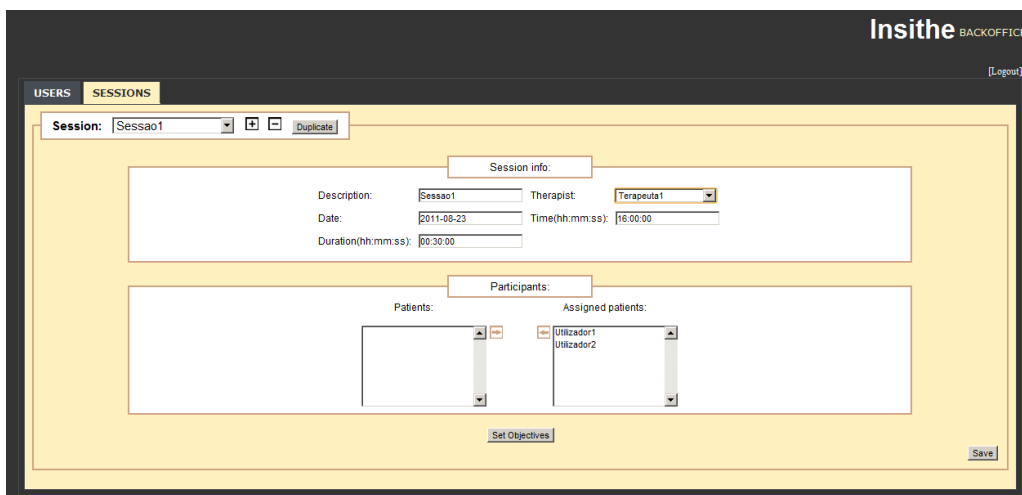 Insithe BACKOFFICE
[Logout]
USERS SESSIONS
Session: Sessao1 Duplicate
Session info:
Description: Sessao1 Therapist: Terapeuta1
Date: 2011-08-23 Time(hh:mm:ss): 16:00:00
Duration(hh:mm:ss): 00:30:00
Participants:
Patients: Assigned patients:
Utilizador1
Utilizador2
Set Objectives
Save